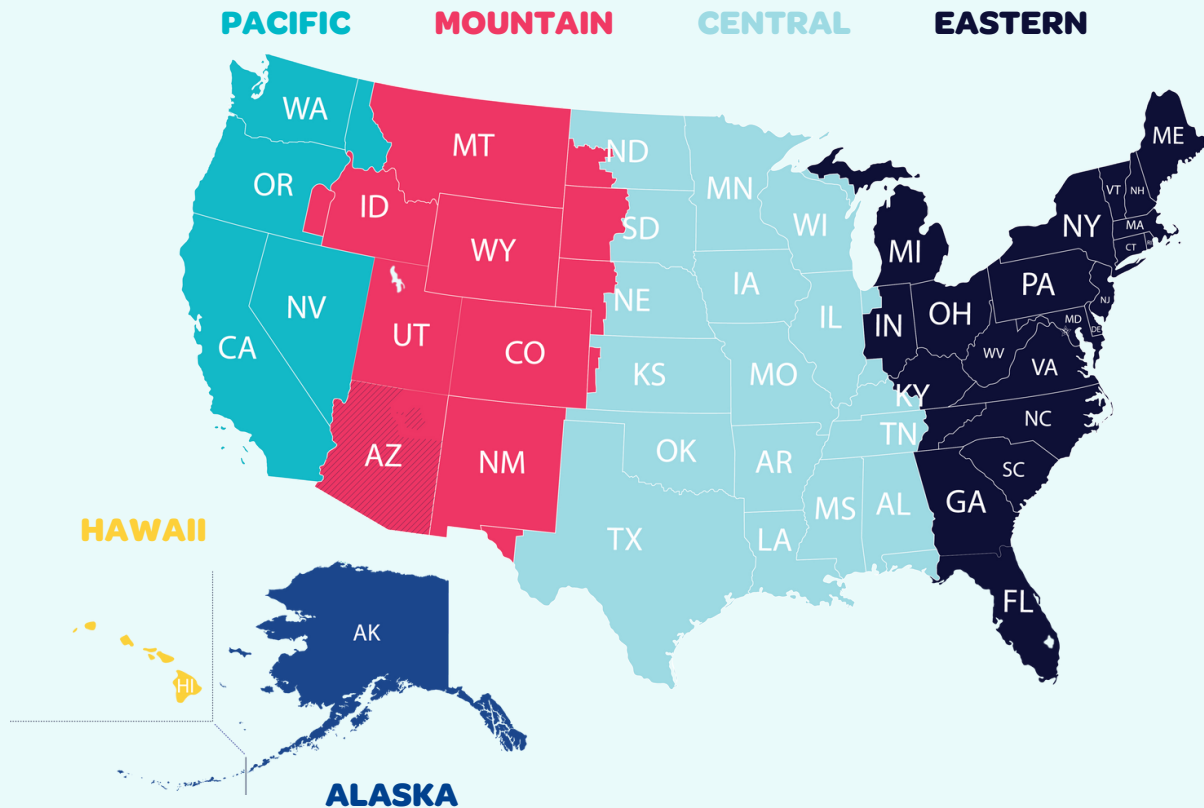 PACIFIC MOUNTAIN CENTRAL EASTERN
WA
MT
ND
MN
ME
OR
ID
SD
WI
VT
NH
NY
MA
WY
MI
CT
NV
NE
IA
PA
CA
UT
IL
IN
OH
NJ
CO
MD
DE
KS
MO
WV
VA
KY
AZ
NM
OK
AR
TN
NC
SC
TX
LA
MS
AL
GA
HAWAII
FL
AK
HI
ALASKA